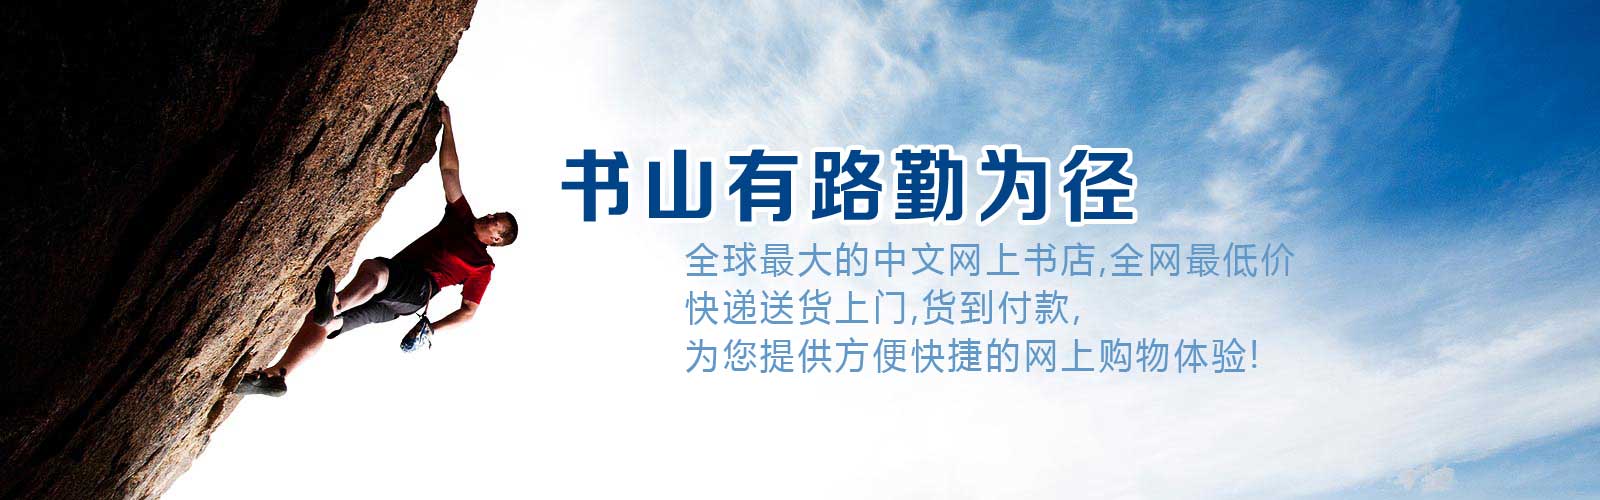 书山有路勤为径
全球最大的中文网上书店,全网最低价
快递送货上门,货到付款,
为您提供方便快捷的网上购物体验!